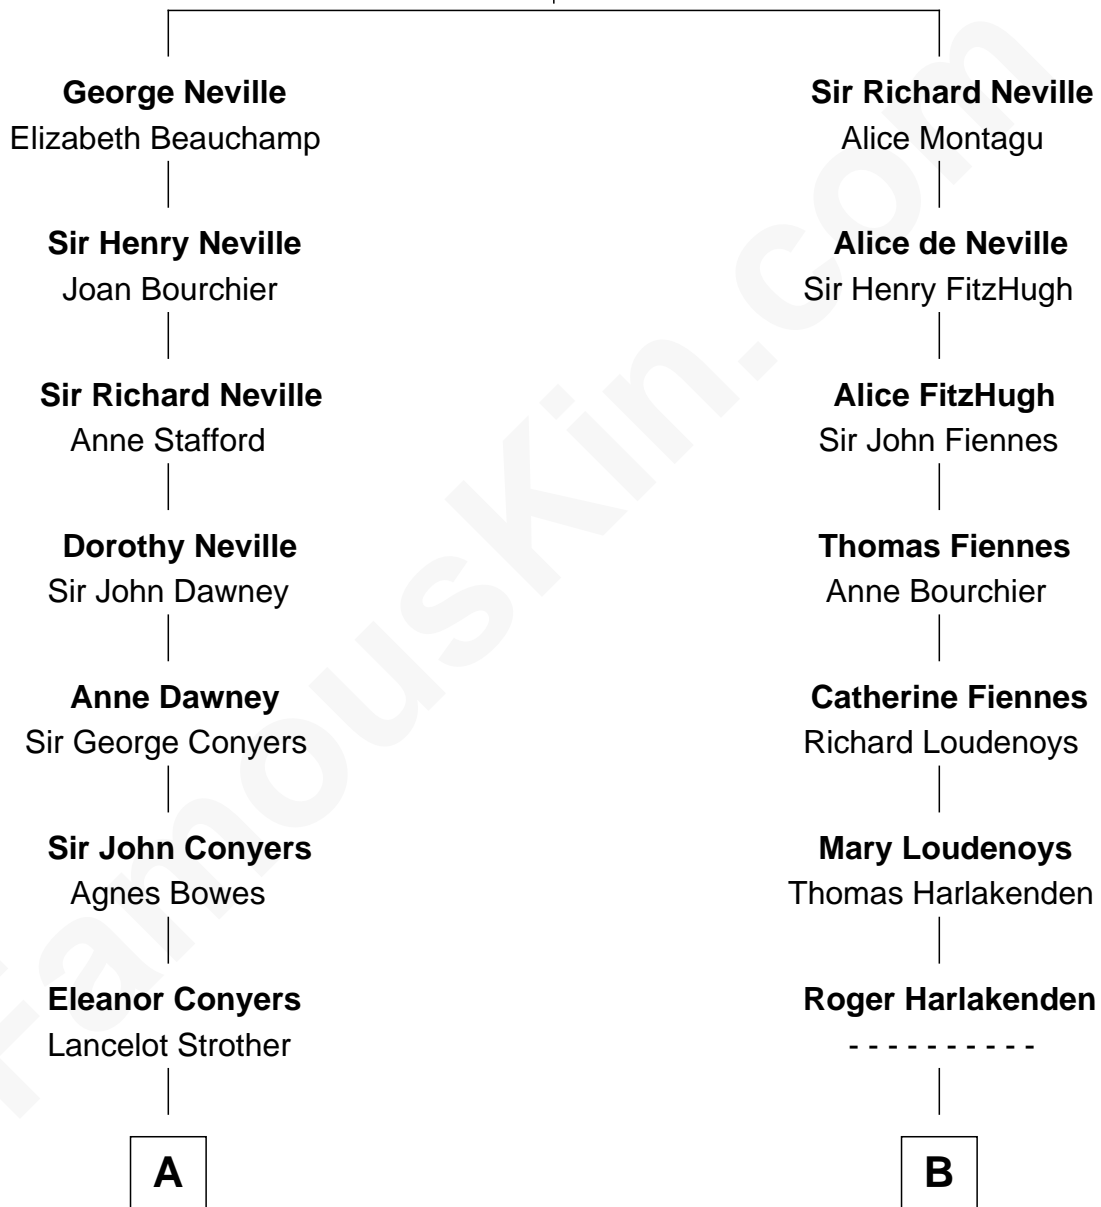 George Neville
Elizabeth Beauchamp
Sir Henry Neville
Joan Bourchier
Sir Richard Neville
Anne Stafford
Dorothy Neville
Sir John Dawney
Anne Dawney
Sir George Conyers
Sir John Conyers
Agnes Bowes
Eleanor Conyers
Lancelot Strother
A
Sir Richard Neville
Alice Montagu
Alice de Neville
Sir Henry FitzHugh
Alice FitzHugh
Sir John Fiennes
Thomas Fiennes
Anne Bourchier
Catherine Fiennes
Richard Loudenoys
Mary Loudenoys
Thomas Harlakenden
Roger Harlakenden
- - - - - - - - - -
B
FamousKin.com